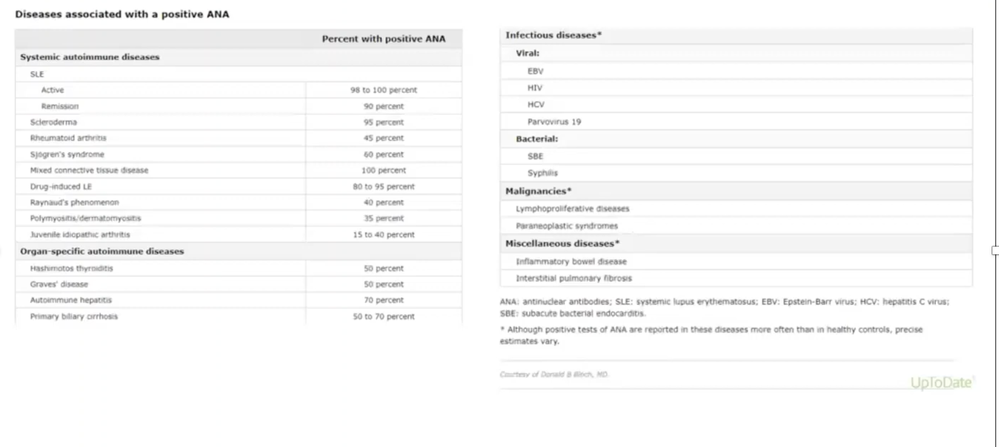 Diseases associated with a positive ANA
Percent with positive ANA
Systemic autoimmune diseases
SLE
Active 98 to 100 percent
Remission 90 percent
Scleroderma 95 percent
Rheumatoid arthritis 45 percent
Sjögren's syndrome 60 percent
Mixed connective tissue disease 100 percent
Drug-induced LE 80 to 95 percent
Raynaud's phenomenon 40 percent
Polymyositis/dermatomyositis 35 percent
Juvenile idiopathic arthritis 15 to 40 percent
Organ-specific autoimmune diseases
Hashimotos thyroiditis 50 percent
Graves' disease 50 percent
Autoimmune hepatitis 70 percent
Primary biliary cirrhosis 50 to 70 percent
Infectious diseases*
Viral:
EBV
HIV
HCV
Parvovirus 19
Bacterial:
SBE
Syphilis
Malignancies*
Lymphoproliferative diseases
Paraneoplastic syndromes
Miscellaneous diseases*
Inflammatory bowel disease
Interstitial pulmonary fibrosis
ANA: antinuclear antibodies; SLE: systemic lupus erythematosus; EBV: Epstein-Barr virus; HCV: hepatitis C virus;
SBE: subacute bacterial endocarditis.
* Although positive tests of ANA are reported in these diseases more often than in healthy controls, precise
estimates vary.
Courtesy of Donald B Bloch, MD.
UpToDate